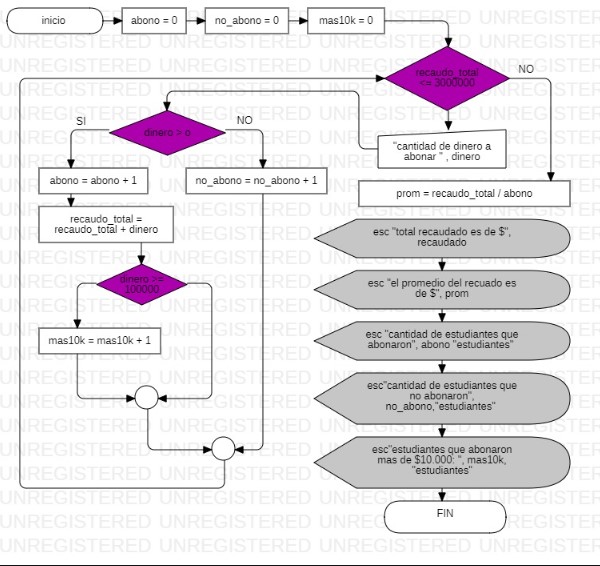 inicio
abono = 0
no_abono = 0
mas10k = 0
recaudo_total
<= 3000000
NO
"cantidad de dinero a
abonar " , dinero
prom = recaudo_total / abono
dinero > o
SI
NO
abono = abono + 1
no_abono = no_abono + 1
recaudo_total =
recaudo_total + dinero
dinero >=
100000
mas10k = mas10k + 1
esc "total recaudado es de $",
recaudado
esc "el promedio del recuado es
de $", prom
esc "cantidad de estudiantes que
abonaron", abono "estudiantes"
esc"cantidad de estudiantes que
no abonaron",
no_abono,"estudiantes"
esc"estudiantes que abonaron
mas de $10.000: ", mas10k,
"estudiantes"
FIN
UNREGISTERED